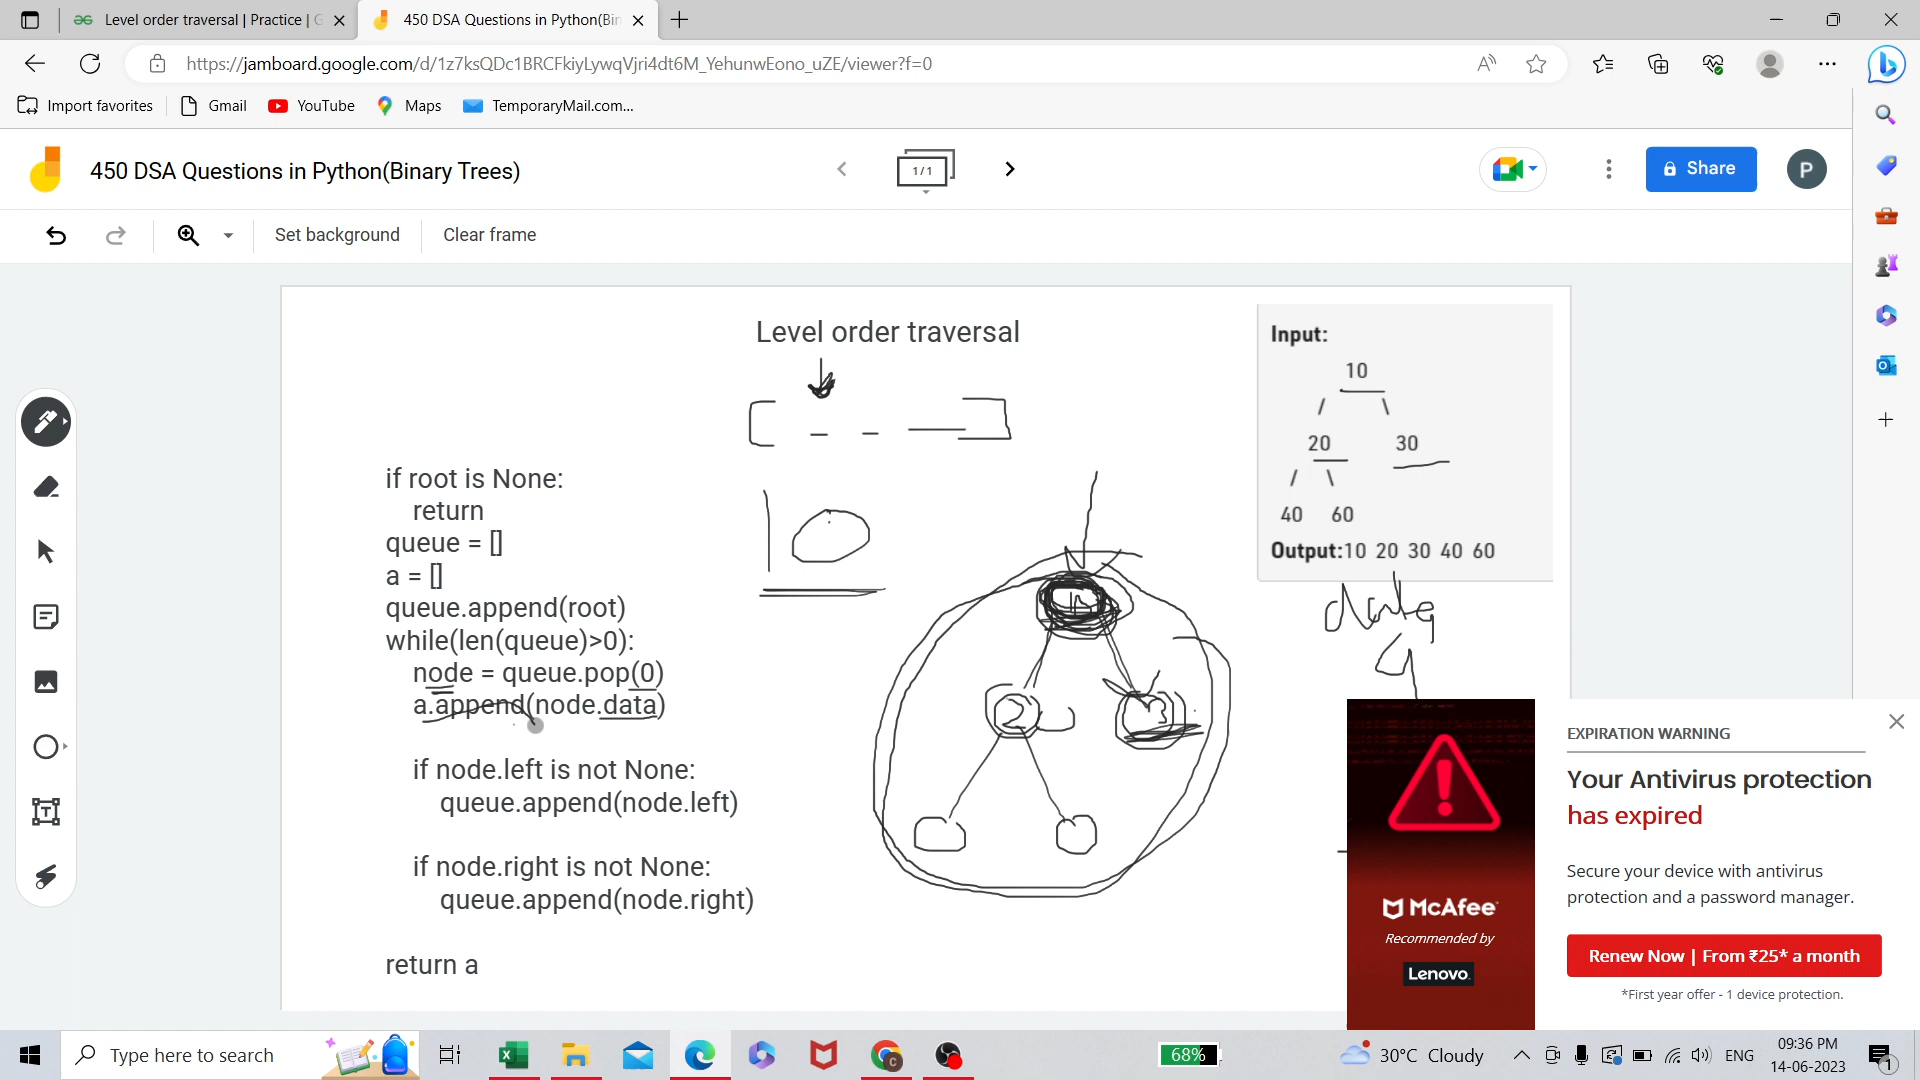 Level order traversal | Practice | G
450 DSA Questions in Python(Bin
https://jamboard.google.com/d/1z7ksQDc1BRCFkiyLywqVjri4dt6M_YehunwEono_uZE/viewer?f=0
Import favorites
Gmail
YouTube
Maps
TemporaryMail.com...
450 DSA Questions in Python(Binary Trees)
1/1
Share
P
Set background
Clear frame
Level order traversal
if root is None:
return
queue = []
a = []
queue.append(root)
while(len(queue)>0):
node = queue.pop(0)
a.append(node.data)
if node.left is not None:
queue.append(node.left)
if node.right is not None:
queue.append(node.right)
return a
2
3
Input:
10
/ \
20 30
/ \
40 60
Output:10 20 30 40 60
EXPIRATION WARNING
Your Antivirus protection
has expired
Secure your device with antivirus
protection and a password manager.
Renew Now | From ₹25* a month
*First year offer - 1 device protection.
McAfee
Recommended by
Lenovo
Type here to search
68%
30°C Cloudy
ENG
09:36 PM
14-06-2023
1